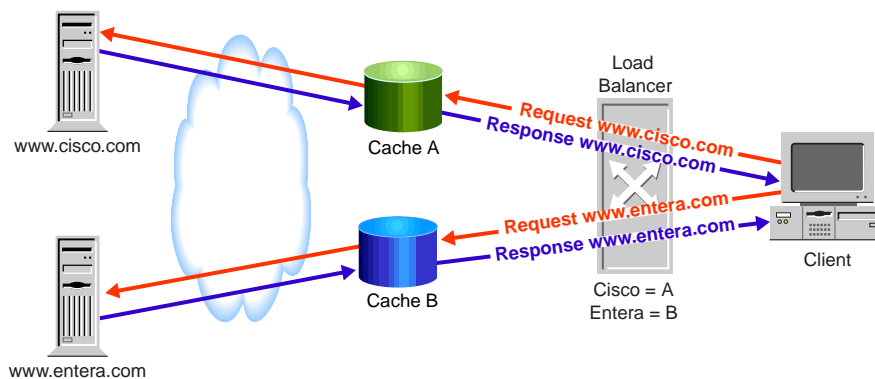 Load
Balancer
Request www.cisco.com
Response www.cisco.com
www.cisco.com
Cache A
Request www.entera.com
Response www.entera.com
Client
Cache B
Cisco = A
Entera = B
www.entera.com